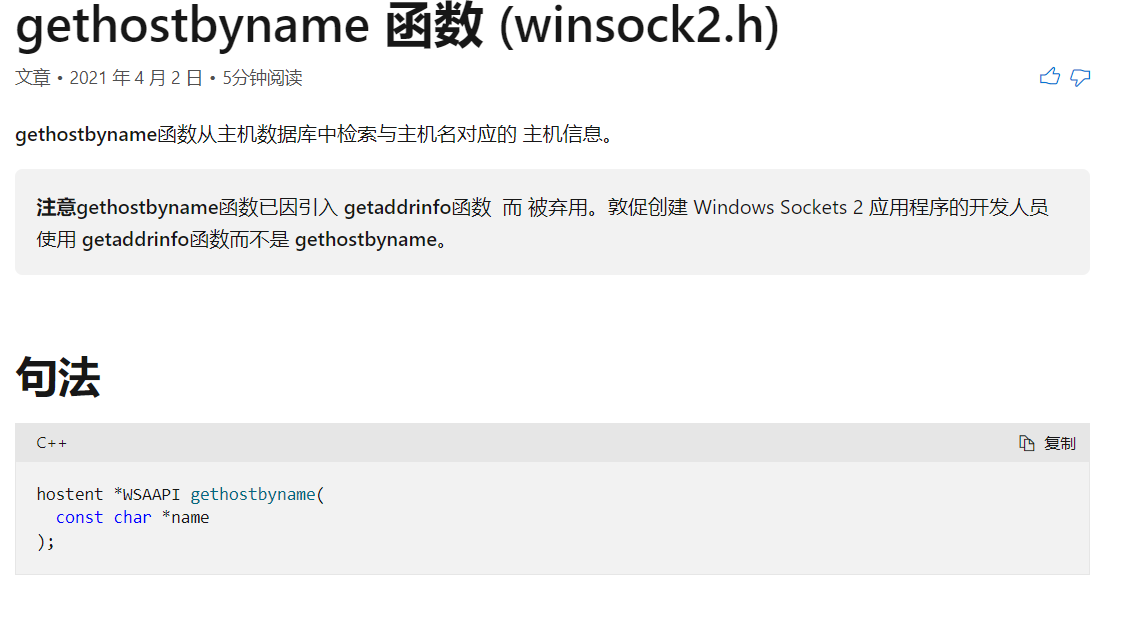 gethostbyname 函数 (winsock2.h)
文章 • 2021 年 4 月 2 日 • 5分钟阅读
gethostbyname函数从主机数据库中检索与主机名对应的 主机信息。
注意gethostbyname函数已因引入 getaddrinfo函数  而 被弃用。敦促创建 Windows Sockets 2 应用程序的开发人员
使用 getaddrinfo函数而不是 gethostbyname。
句法
C++ 复制
hostent *WSAAPI gethostbyname(
  const char *name
);